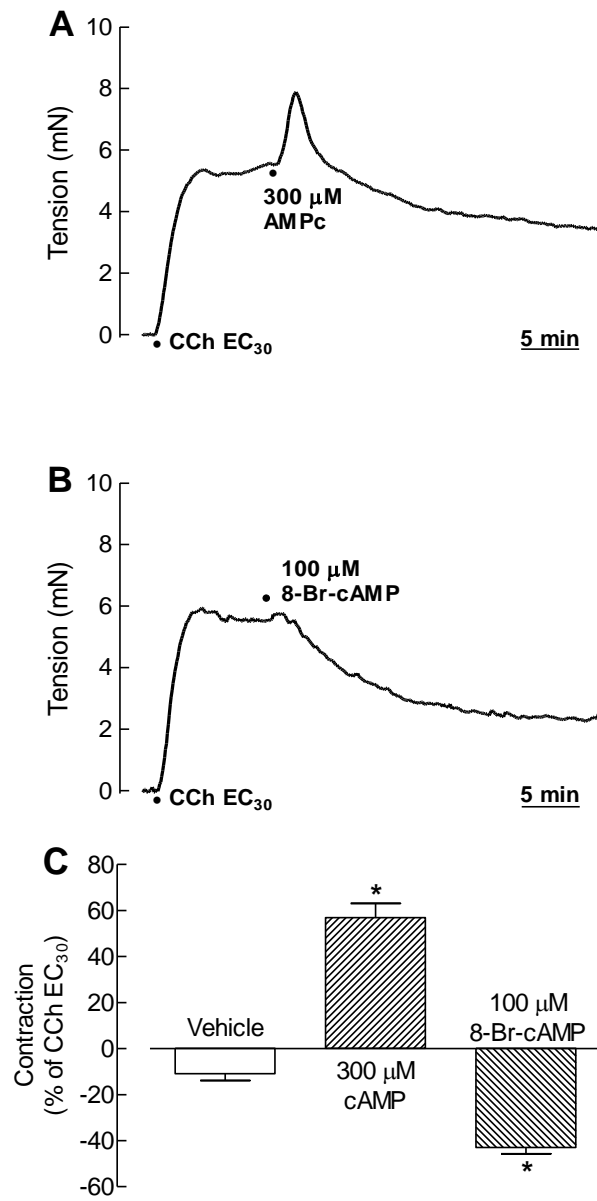 A
10
8
6
4
2
0
Tension (mN)
300 µM
AMPc
CCh EC30
5 min
B
10
8
6
4
2
0
Tension (mN)
100 µM
8-Br-cAMP
CCh EC30
5 min
C
80
60
40
20
0
-20
-40
-60
Contraction
(% of CCh EC30)
*
Vehicle
300 µM
cAMP
100 µM
8-Br-cAMP
*